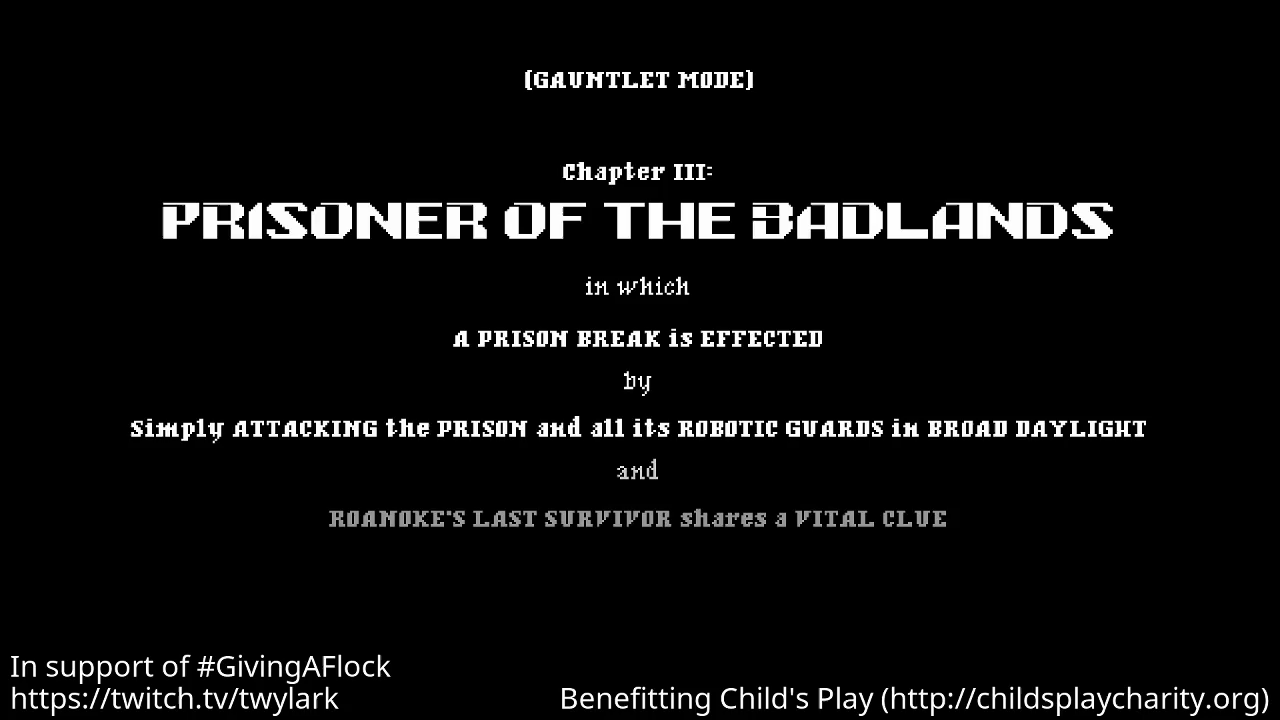 (GAUNTLET MODE)
Chapter III:
PRISONER OF THE BADLANDS
in which
A PRISON BREAK is EFFECTED
by
Simply ATTACKING the PRISON and all its ROBOTIC GUARDS in BROAD DAYLIGHT
and
ROANOKE'S LAST SURVIVOR shares a VITAL CLUE
In support of #GivingAFlock
https://twitch.tv/twylark
Benefitting Child's Play (http://childsplaycharity.org)